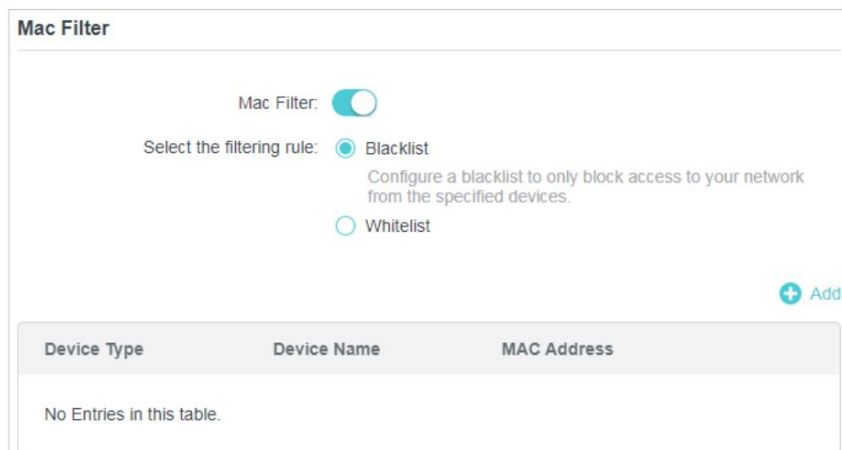 Mac Filter
Mac Filter:
Select the filtering rule: Blacklist
Configure a blacklist to only block access to your network
from the specified devices.
Whitelist
Add
Device Type Device Name MAC Address
No Entries in this table.